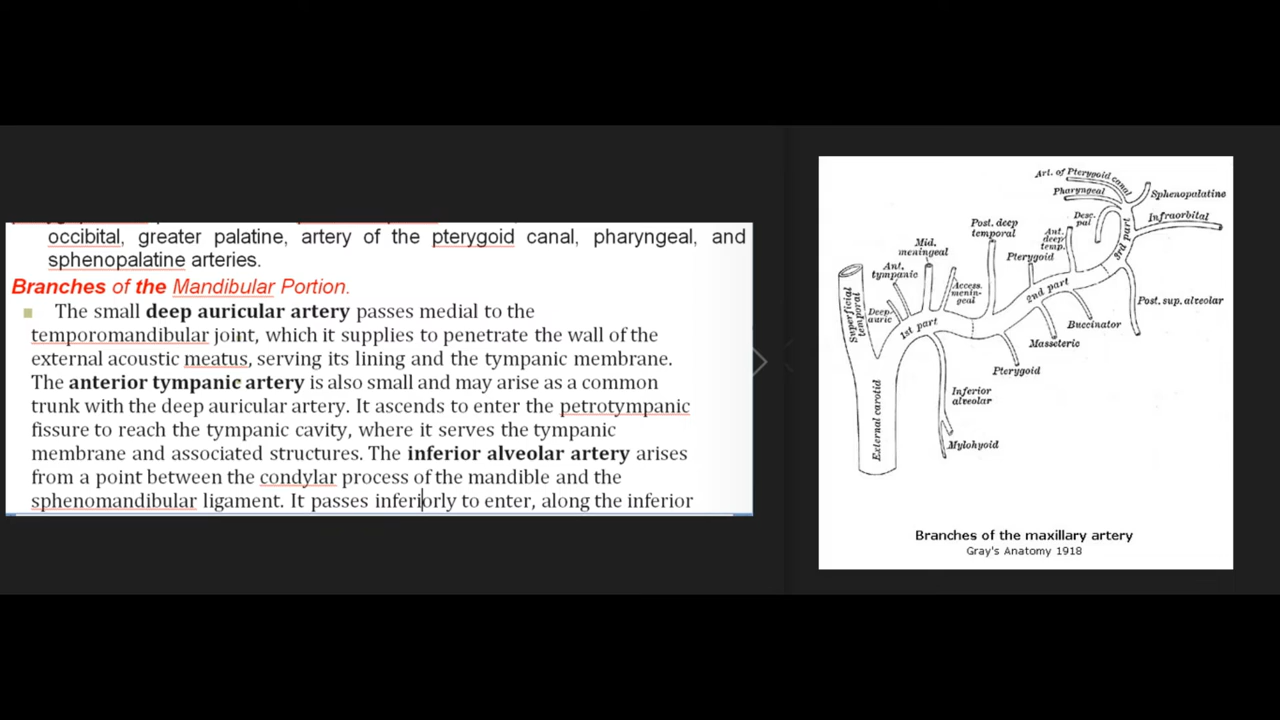 occibital, greater palatine, artery of the pterygoid canal, pharyngeal, and
sphenopalatine arteries.
Branches of the Mandibular Portion.
The small deep auricular artery passes medial to the
temporomandibular joint, which it supplies to penetrate the wall of the
external acoustic meatus, serving its lining and the tympanic membrane.
The anterior tympanic artery is also small and may arise as a common
trunk with the deep auricular artery. It ascends to enter the petrotympanic
fissure to reach the tympanic cavity, where it serves the tympanic
membrane and associated structures. The inferior alveolar artery arises
from a point between the condylar process of the mandible and the
sphenomandibular ligament. It passes inferiorly to enter, along the inferior
Art. of Pterygoid canal
Pharyngeal
Sphenopalatine
Infraorbital
Desc.
pal
3rd part
Ant.
deep
temp.
Post. deep
temporal
Pterygoid
Mid.
meningeal
Ant.
tympanic
Access.
menin-
geal
Deep
auric
Superficial
temporal
1st part
2nd part
Post. sup. alveolar
Buccinator
Masseteric
Pterygoid
Inferior
alveolar
Mylohyoid
External carotid
Branches of the maxillary artery
Gray's Anatomy 1918